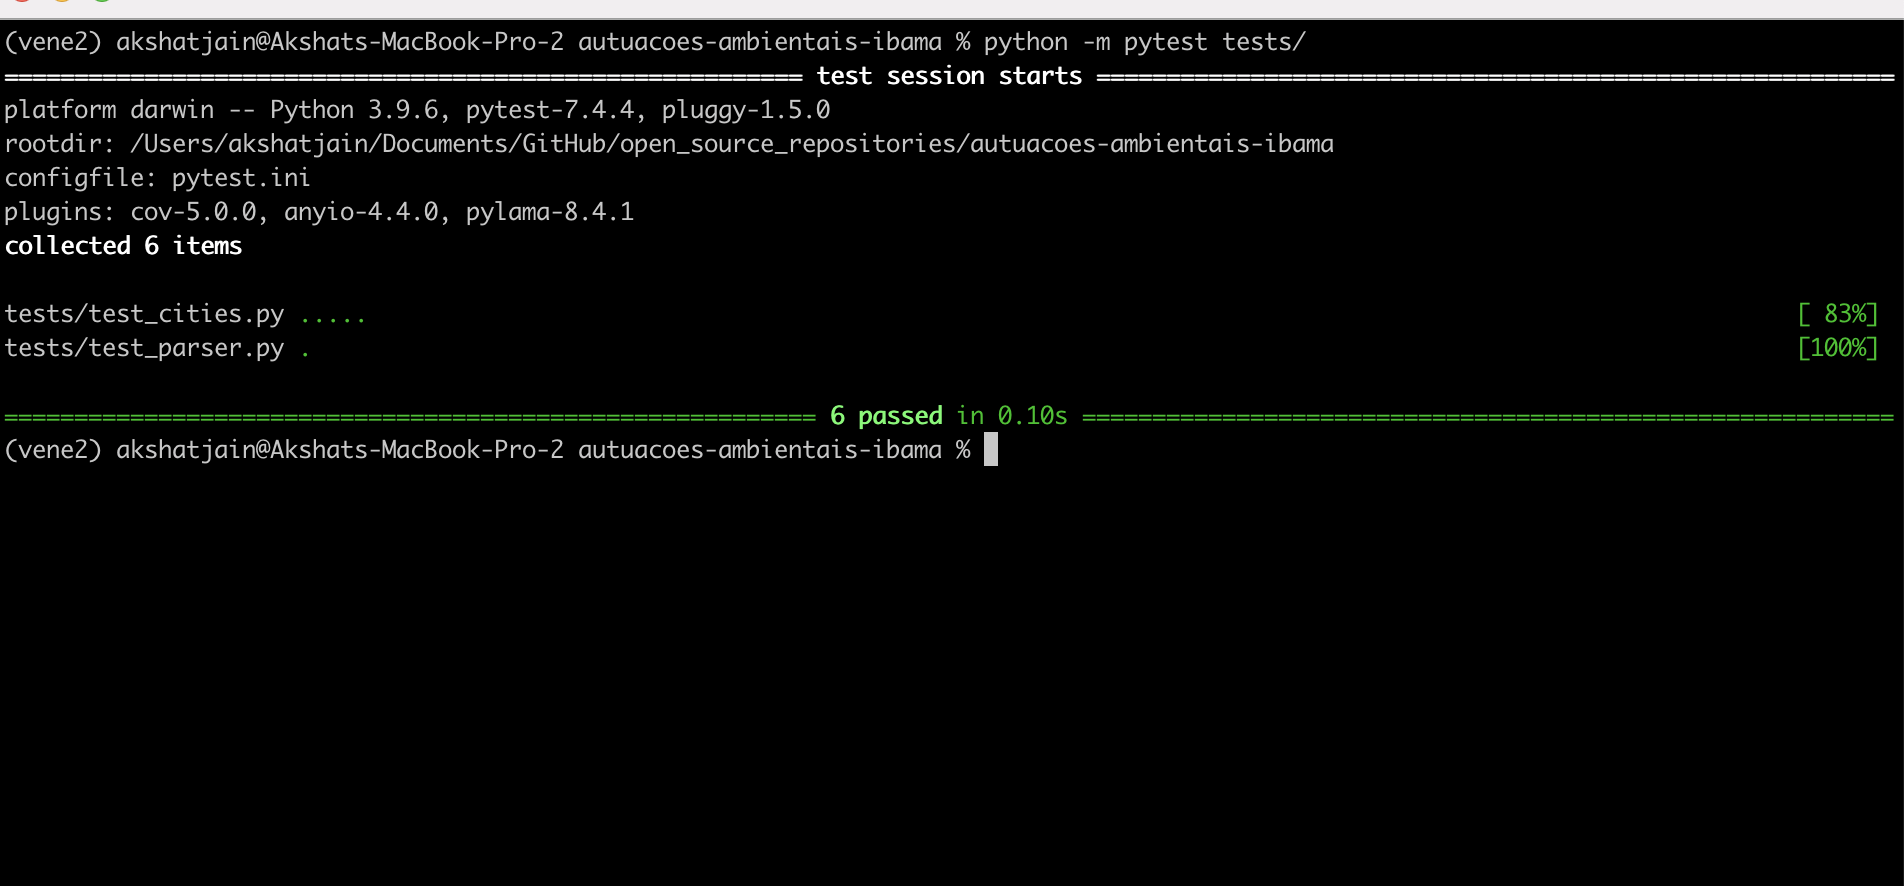 (vene2) akshatjain@Akshats-MacBook-Pro-2 autuacoes-ambientais-ibama % python -m pytest tests/
========================================================= test session starts =========================================================
platform darwin -- Python 3.9.6, pytest-7.4.4, pluggy-1.5.0
rootdir: /Users/akshatjain/Documents/GitHub/open_source_repositories/autuacoes-ambientais-ibama
configfile: pytest.ini
plugins: cov-5.0.0, anyio-4.4.0, pylama-8.4.1
collected 6 items
tests/test_cities.py ..... [ 83%]
tests/test_parser.py . [100%]
========================================================== 6 passed in 0.10s ==========================================================
(vene2) akshatjain@Akshats-MacBook-Pro-2 autuacoes-ambientais-ibama %